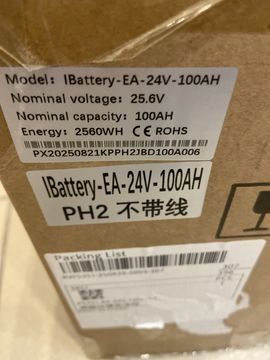 Model: IBattery-EA-24V-100AH
Nominal voltage: 25.6V
Nominal capacity: 100AH
Energy: 2560WH CE ROHS
PX20250821KPPH2JBD100A006
IBattery-EA-24V-100AH
PH2 不带线
Packing List